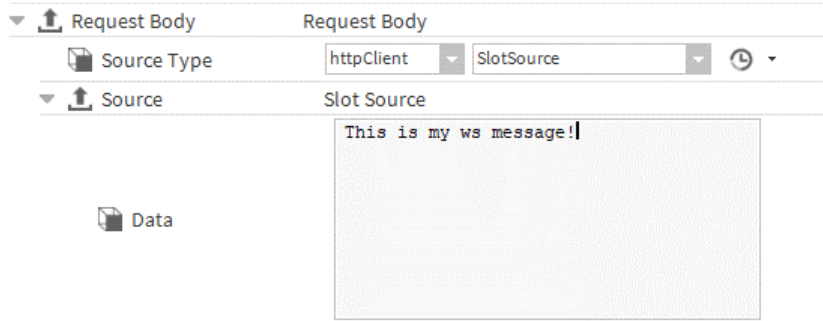 Request Body Request Body
Source Type httpClient SlotSource
Source Slot Source
This is my ws message!
Data